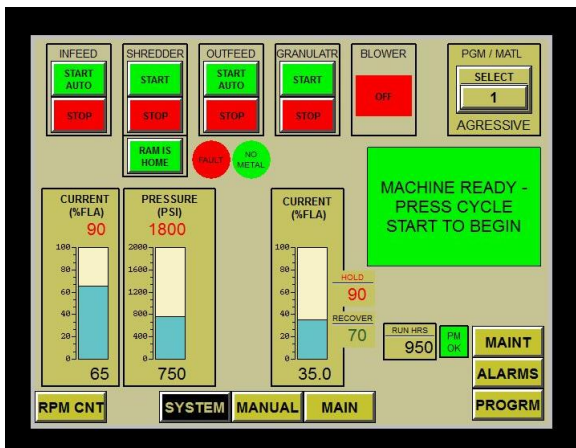 INFEED
SHREDDER
OUTFEED
GRANULATR
BLOWER
PGM / MATL
START
AUTO
START
START
AUTO
START
OFF
SELECT
1
STOP
STOP
STOP
STOP
AGRESSIVE
RAM IS
HOME
FAULT
NO
METAL
MACHINE READY -
PRESS CYCLE
START TO BEGIN
CURRENT
(%FLA)
90
100
80
60
40
20
0
65
PRESSURE
(PSI)
1800
2000
1600
1200
800
400
0
750
CURRENT
(%FLA)
100
80
60
40
20
0
35.0
HOLD
90
RECOVER
70
RUN HRS
950
PM
OK
MAINT
ALARMS
PROGRM
RPM CNT
SYSTEM
MANUAL
MAIN